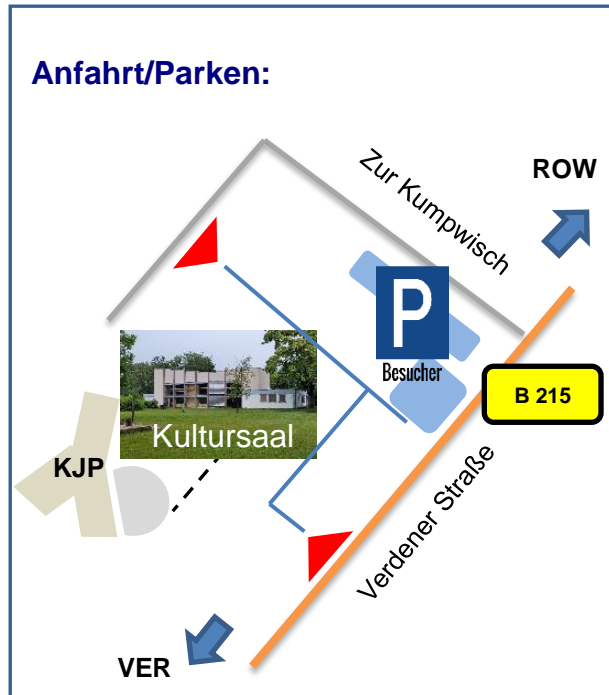 Anfahrt/Parken:
Zur Kumpwisch
ROW
P
Besucher
B 215
Kultursaal
KJP
Verdener Straße
VER